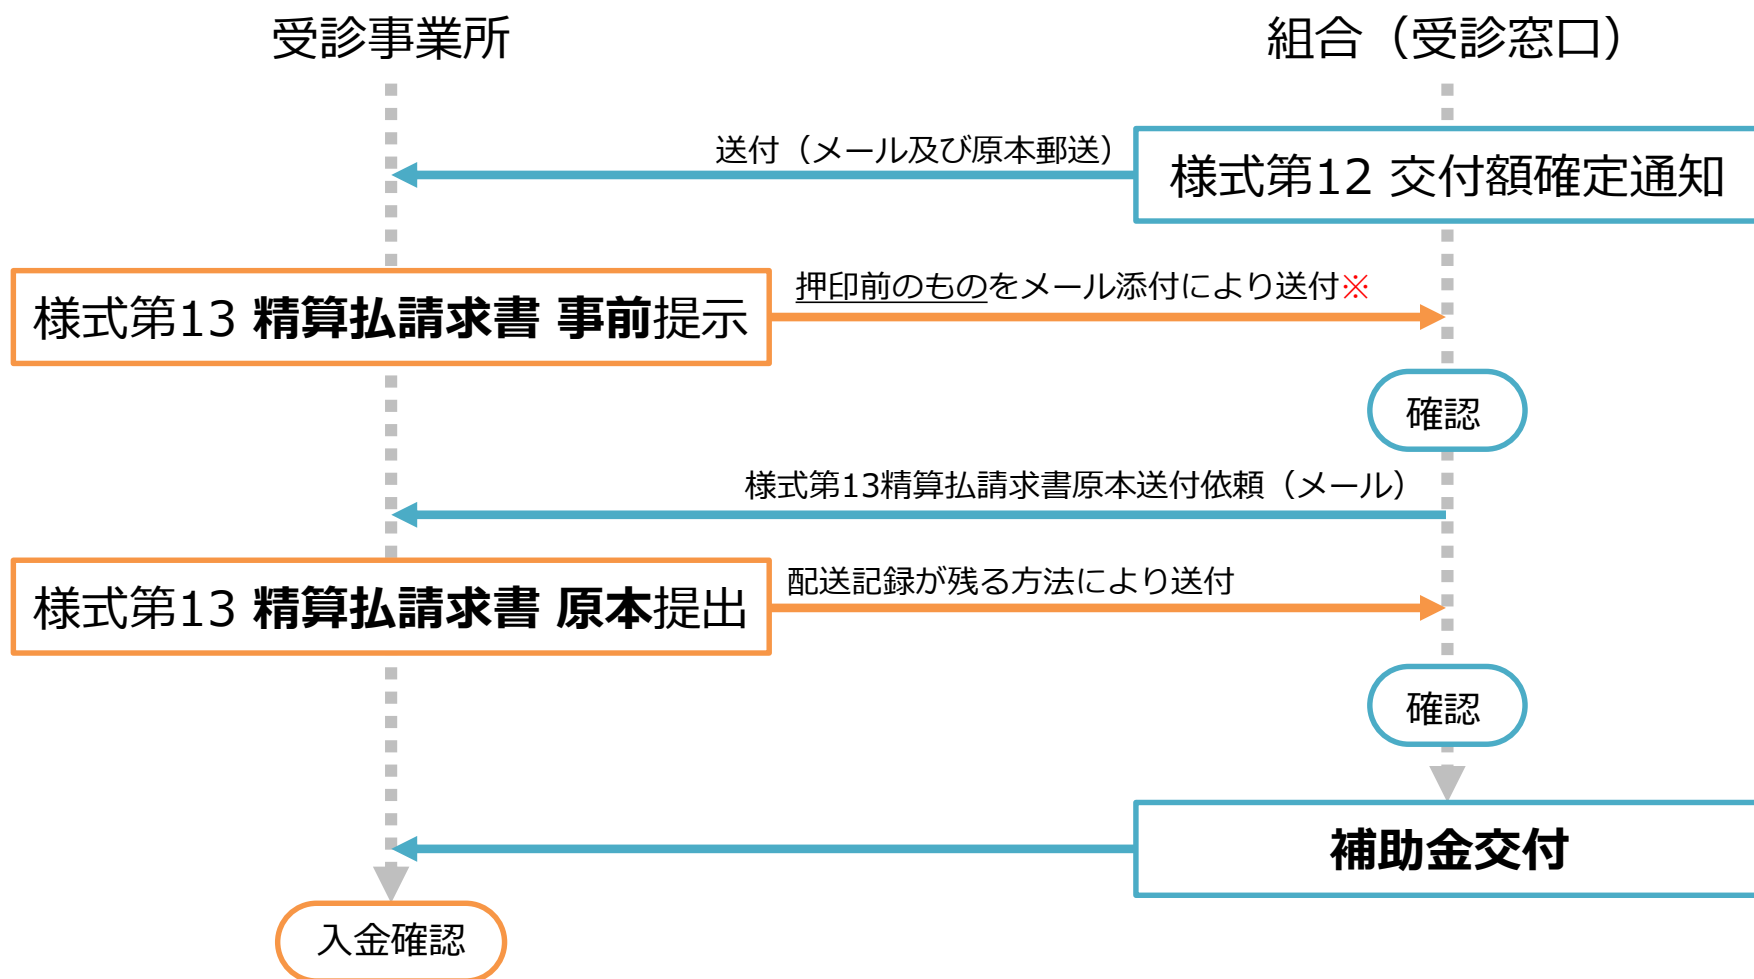 受診事業所
組合（受診窓口）
送付（メール及び原本郵送）
様式第12 交付額確定通知
様式第13 精算払請求書 事前提示
押印前のものをメール添付により送付※
確認
様式第13精算払請求書原本送付依頼（メール）
様式第13 精算払請求書 原本提出
配送記録が残る方法により送付
確認
補助金交付
入金確認